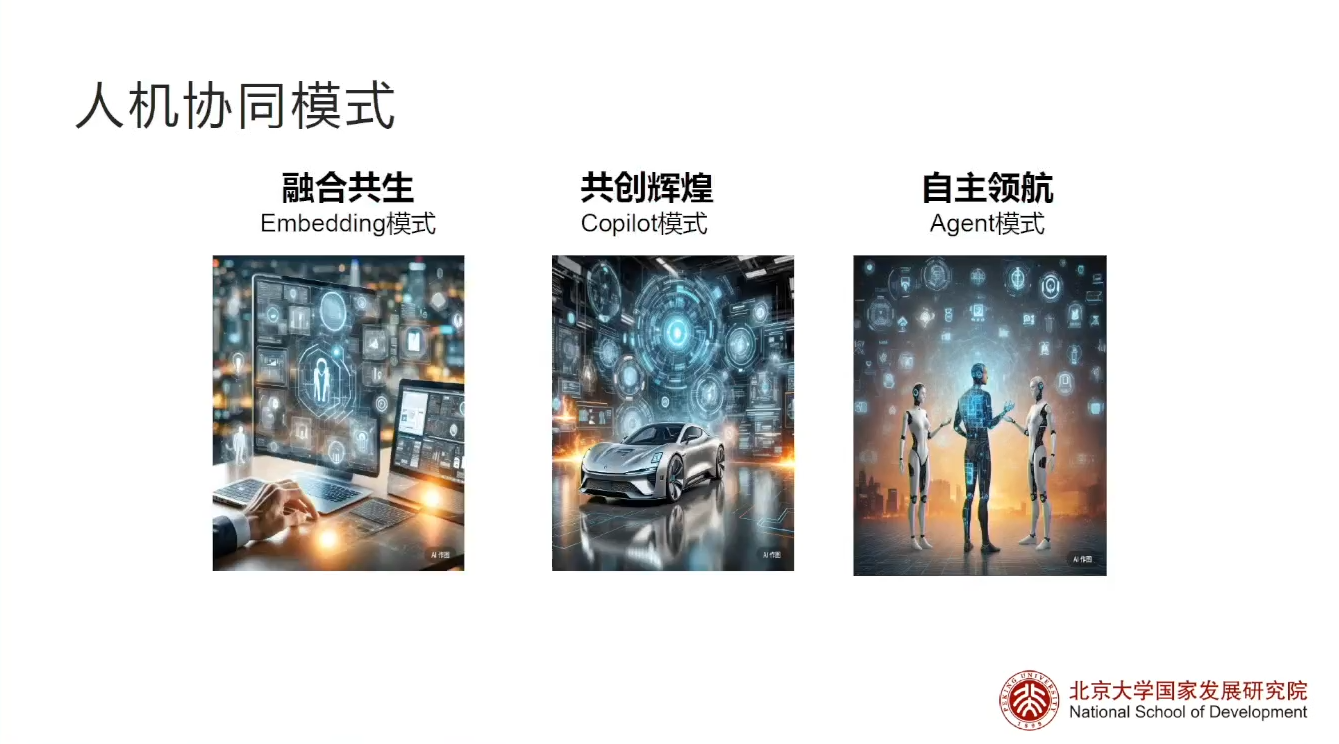 人机协同模式
融合共生
Embedding模式
共创辉煌
Copilot模式
自主领航
Agent模式
AI 作图
AI 作图
AI 作图
PEKING UNIVERSITY
1898
北京大学国家发展研究院
National School of Development